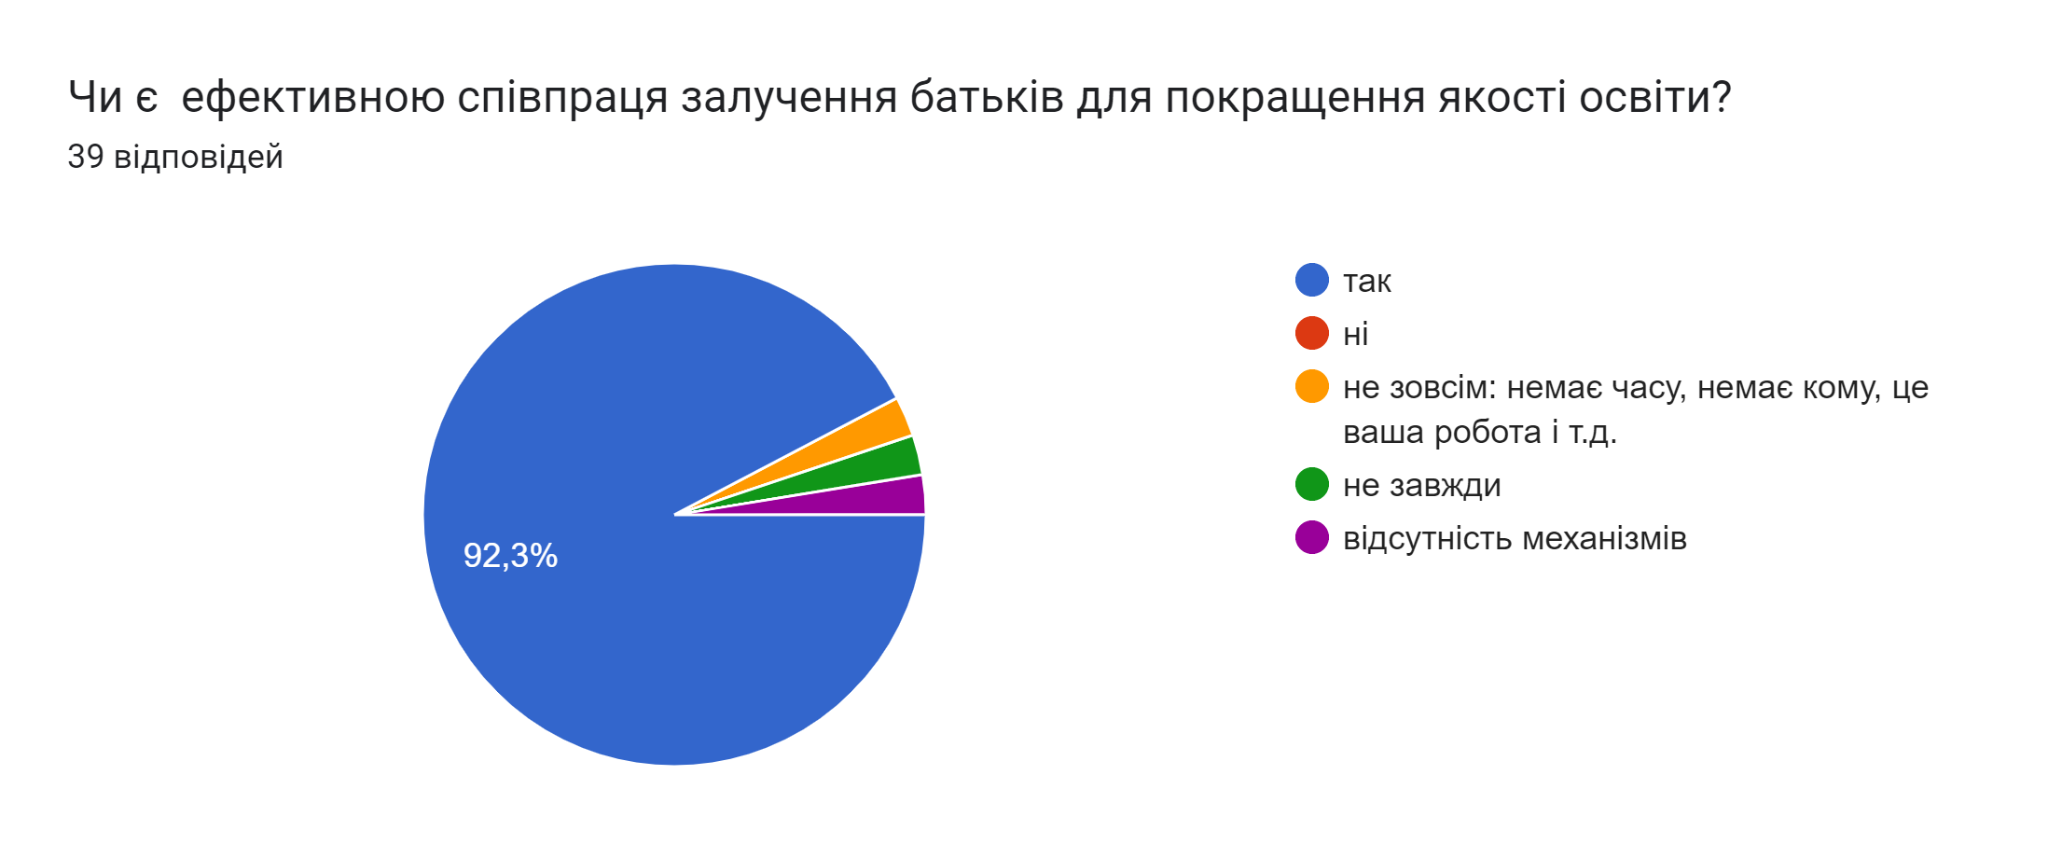 Чи є  ефективною співпраця залучення батьків для покращення якості освіти?
39 відповідей
92,3%
так
ні
не зовсім: немає часу, немає кому, це
ваша робота і т.д.
не завжди
відсутність механізмів